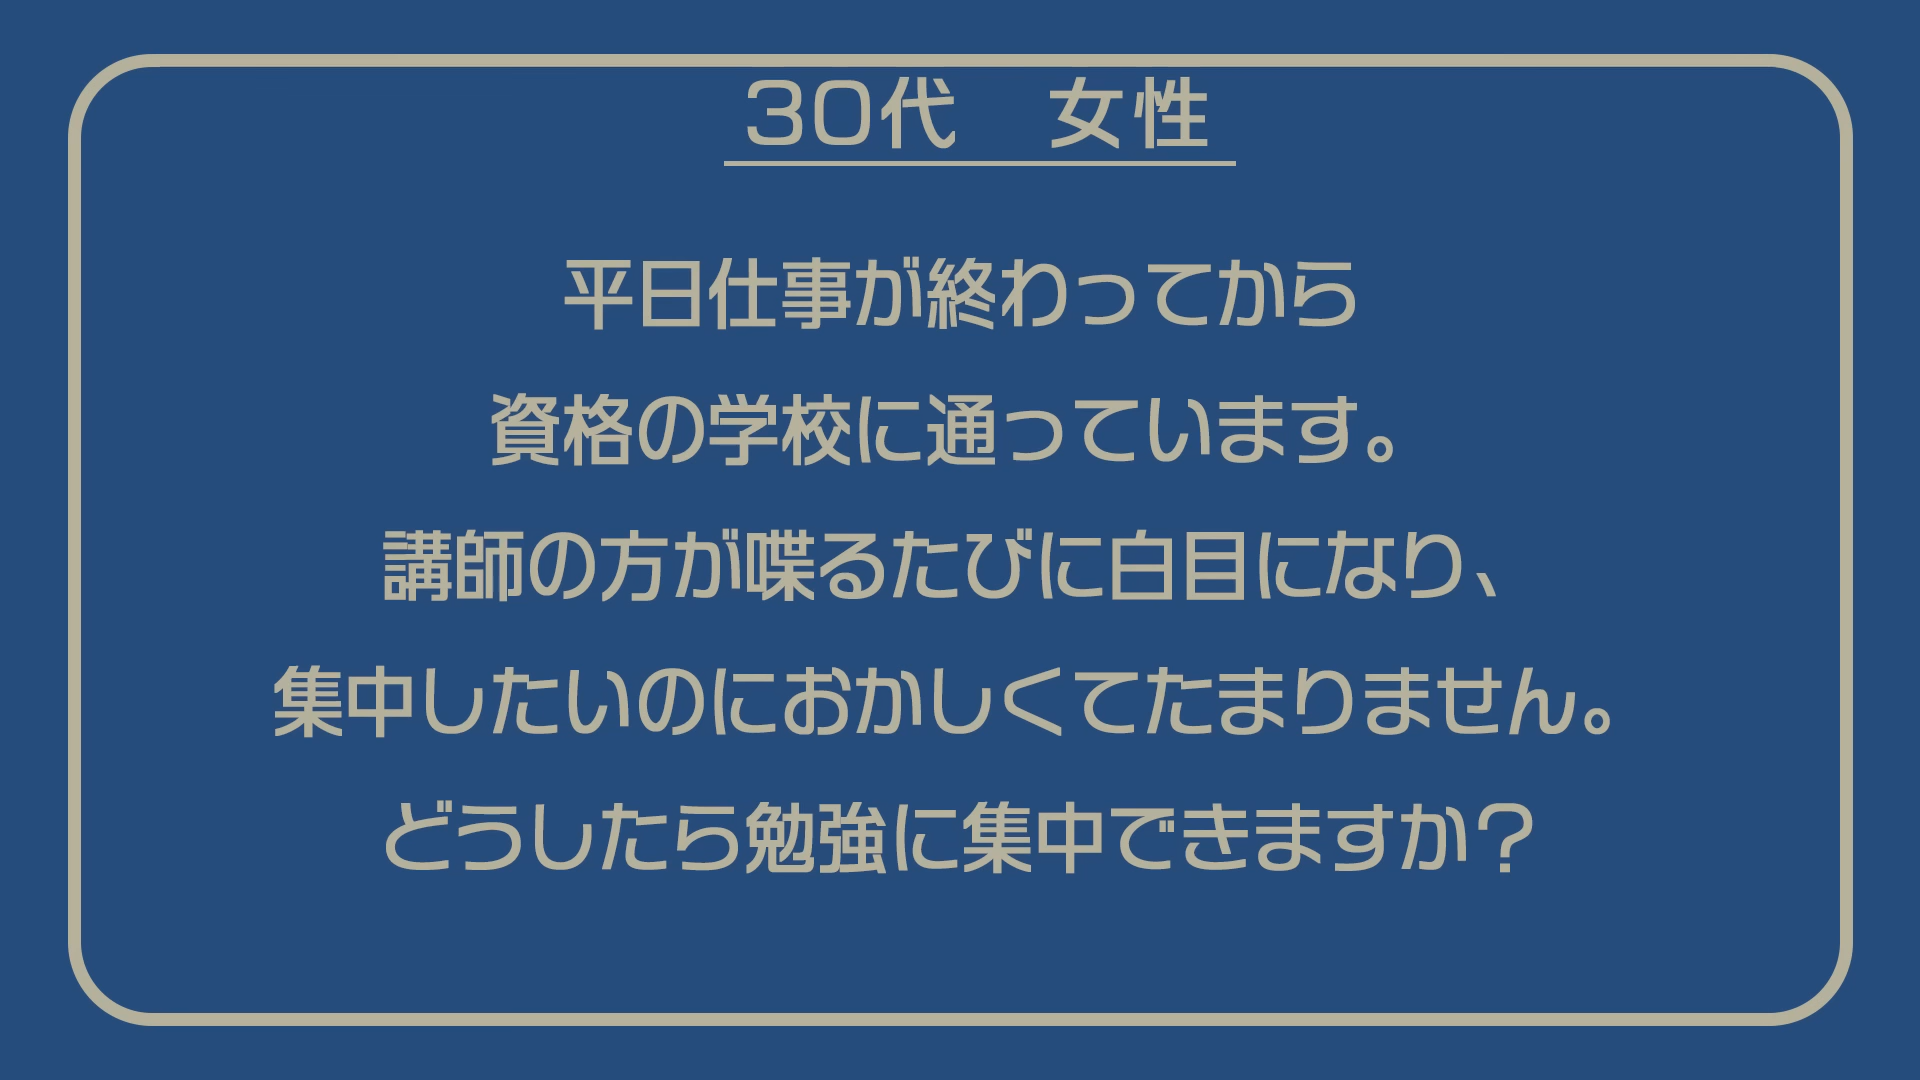 30代　女性
平日仕事が終わってから
資格の学校に通っています。
講師の方が喋るたびに白目になり、
集中したいのにおかしくてたまりません。
どうしたら勉強に集中できますか？